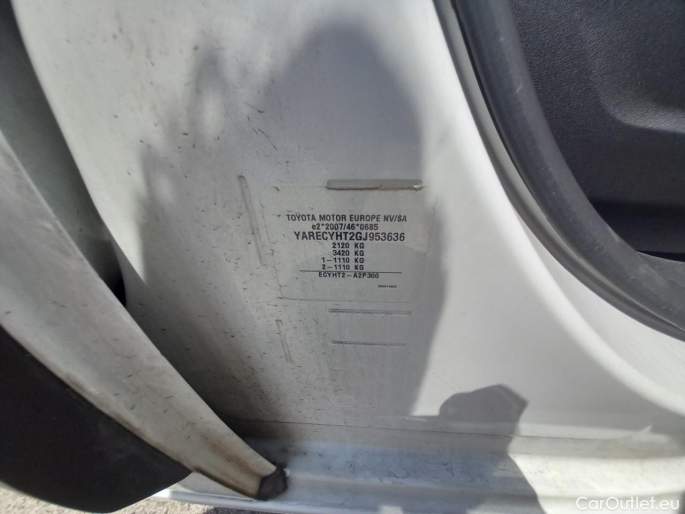 TOYOTA MOTOR EUROPE NV/SA
e2*2007/46*0685
YARECYHT2GJ953636
2120 KG
3420 KG
1-1110 KG
2-1110 KG
ECYHT2-A2P300
CarOutlet.eu